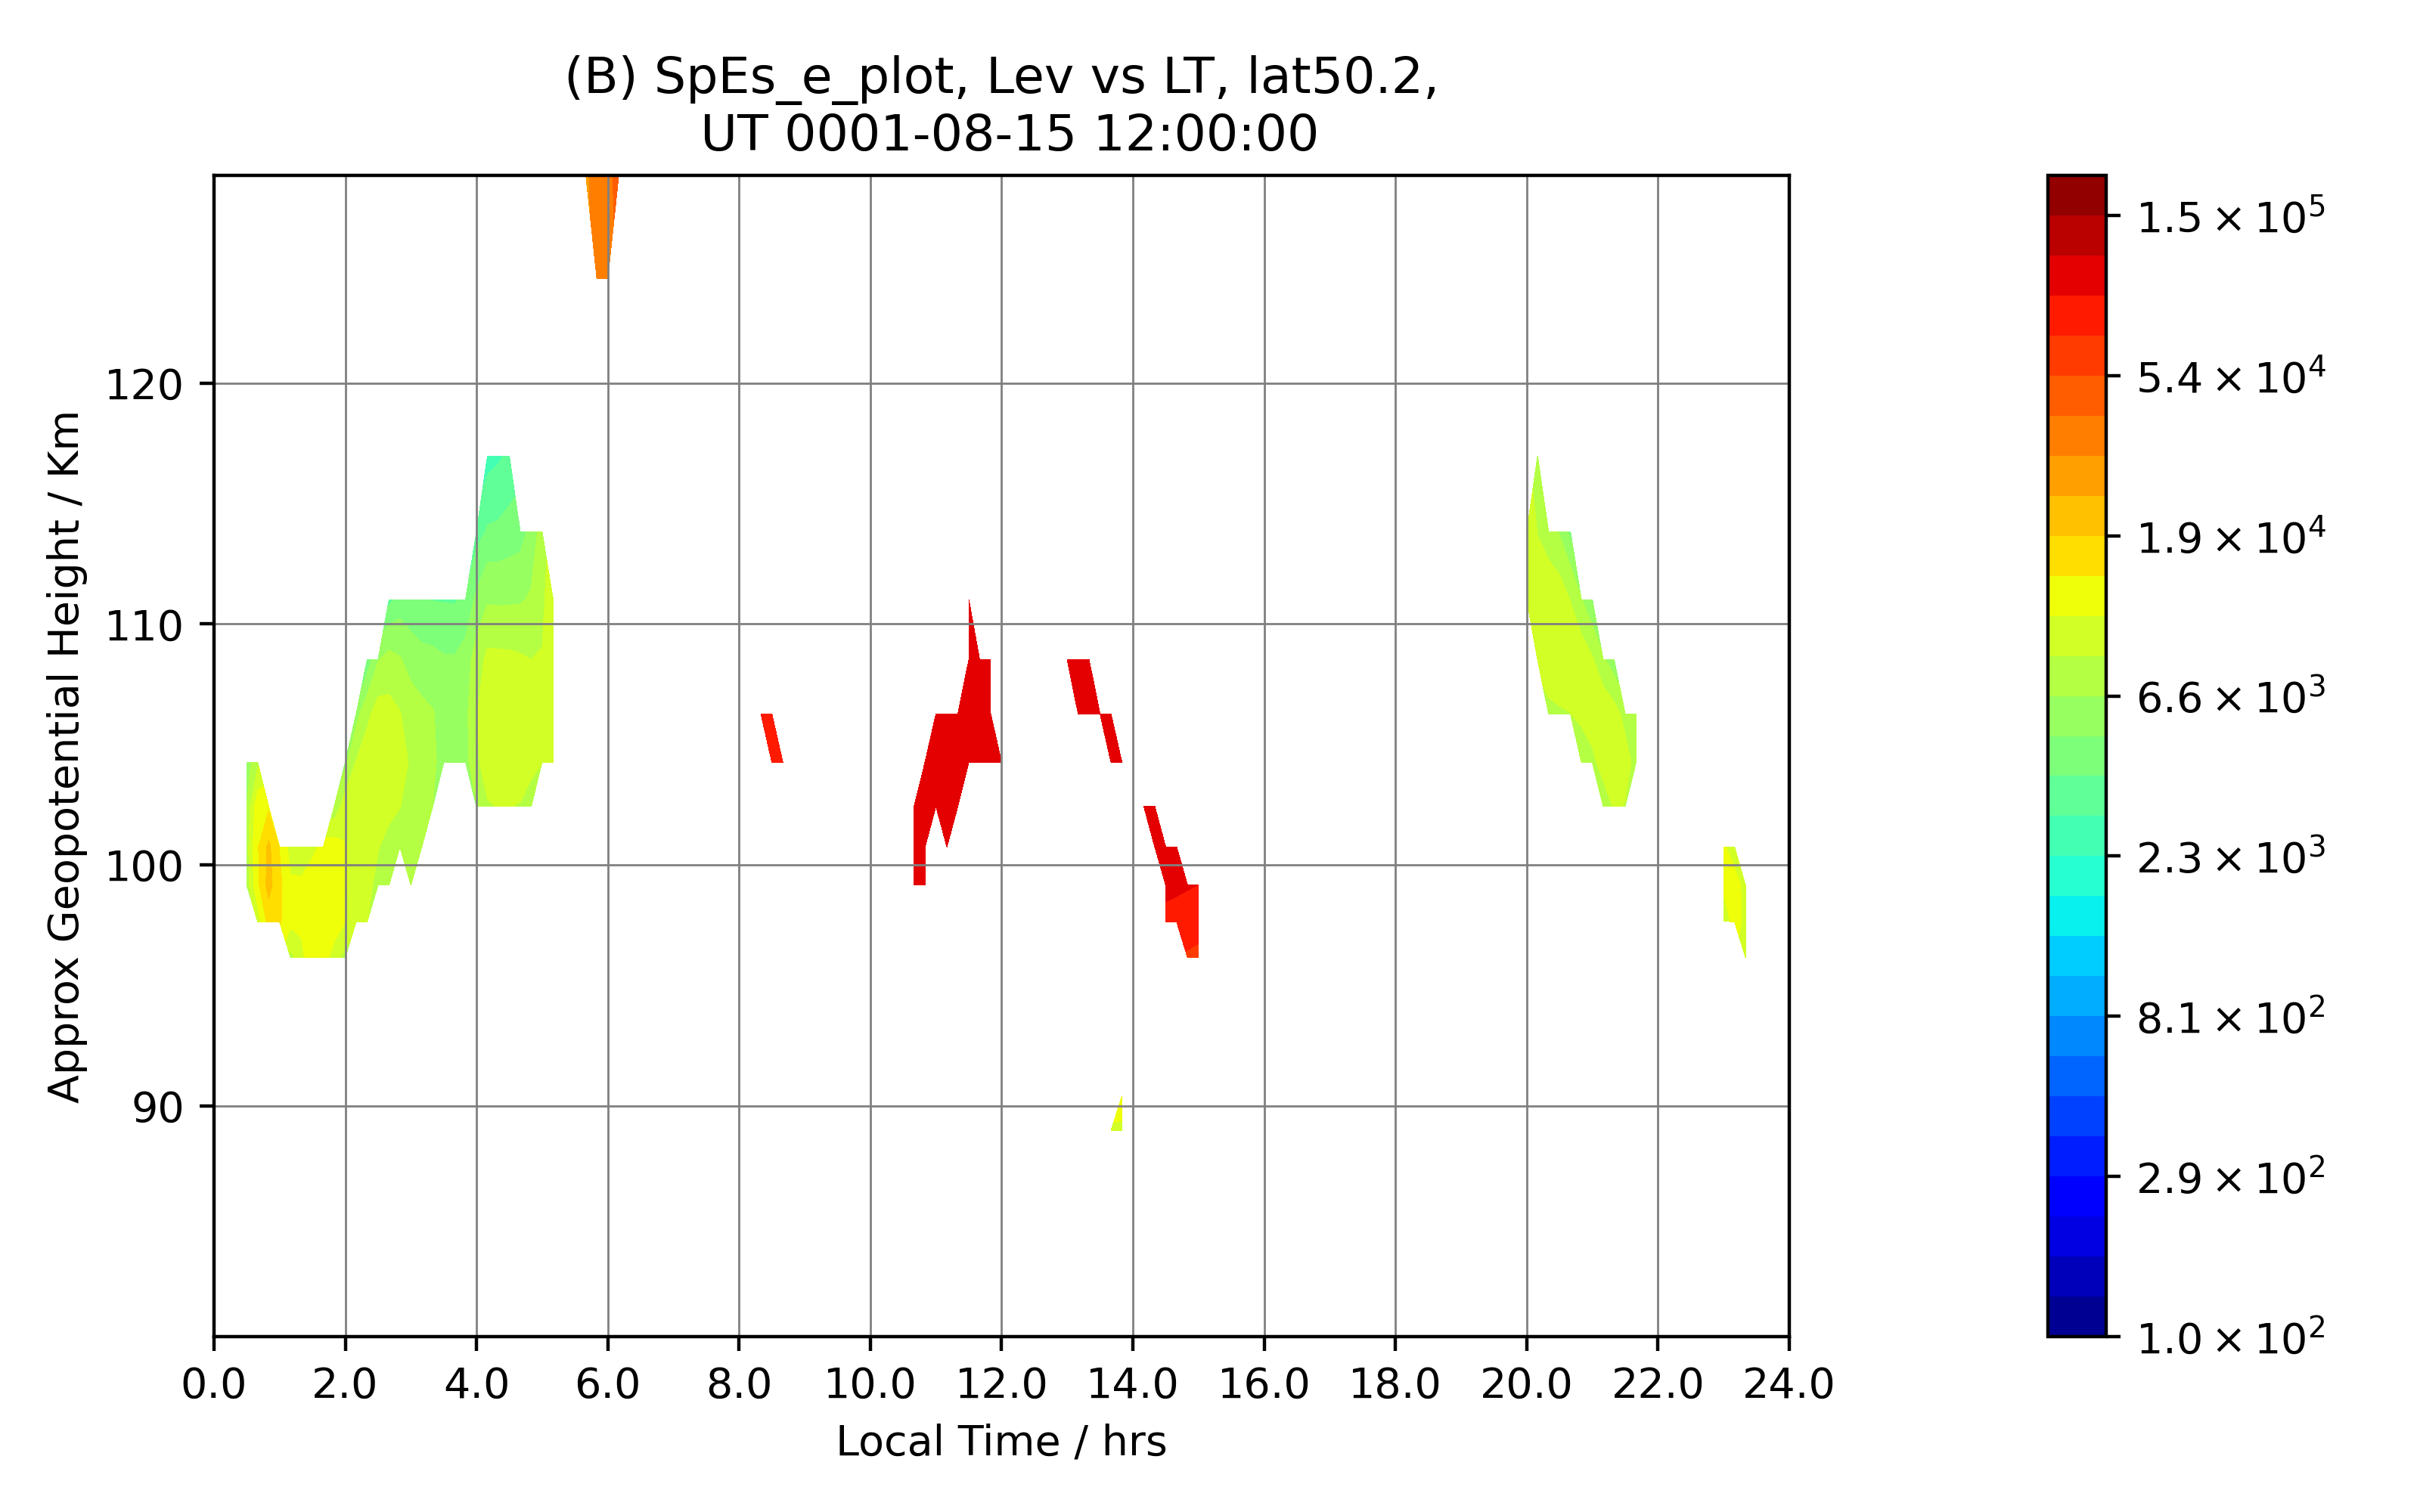 (B) SpEs_e_plot, Lev vs LT, lat50.2,
UT 0001-08-15 12:00:00
Approx Geopotential Height / Km
120
110
100
90
0.0 2.0 4.0 6.0 8.0 10.0 12.0 14.0 16.0 18.0 20.0 22.0 24.0
Local Time / hrs
1.5 × 10⁵
5.4 × 10⁴
1.9 × 10⁴
6.6 × 10³
2.3 × 10³
8.1 × 10²
2.9 × 10²
1.0 × 10²